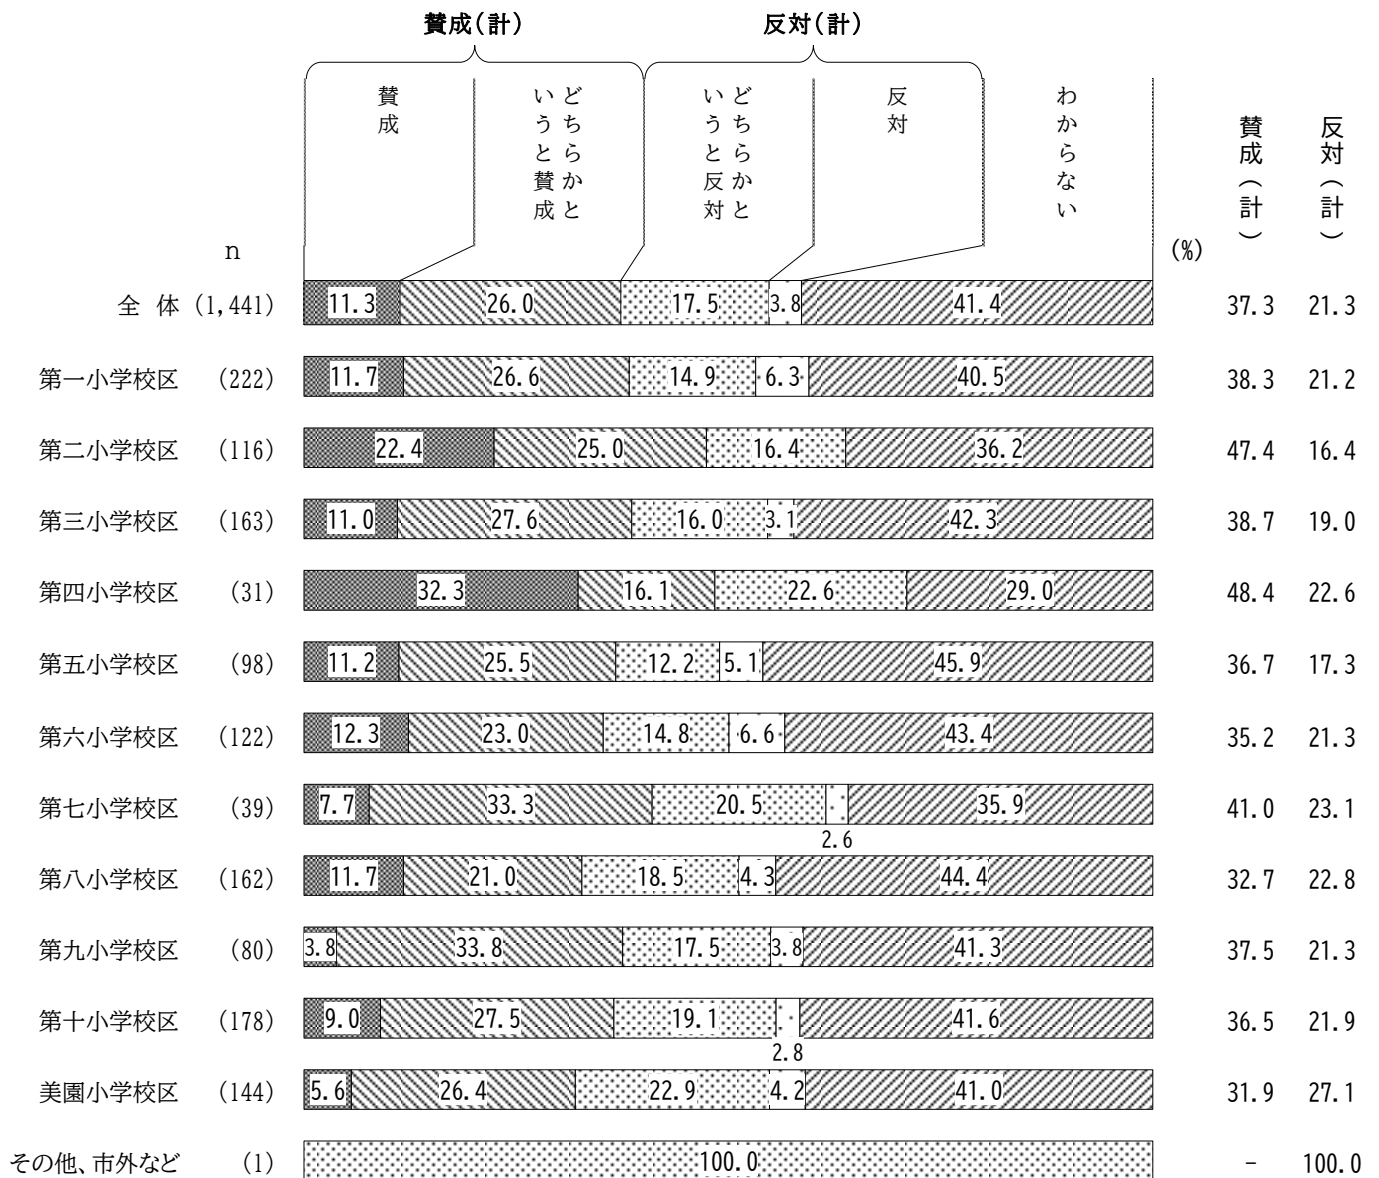 賛成(計) 反対(計)
賛成
どちらかと
いうと賛成
どちらかと
いうと反対
反対
わからない
賛成(計)
反対(計)
n
(%)
全 体 (1,441) 11.3 26.0 17.5 3.8 41.4 37.3 21.3
第一小学校区 (222) 11.7 26.6 14.9 6.3 40.5 38.3 21.2
第二小学校区 (116) 22.4 25.0 16.4 36.2 47.4 16.4
第三小学校区 (163) 11.0 27.6 16.0 3.1 42.3 38.7 19.0
第四小学校区 (31) 32.3 16.1 22.6 29.0 48.4 22.6
第五小学校区 (98) 11.2 25.5 12.2 5.1 45.9 36.7 17.3
第六小学校区 (122) 12.3 23.0 14.8 6.6 43.4 35.2 21.3
第七小学校区 (39) 7.7 33.3 20.5 35.9 41.0 23.1
2.6
第八小学校区 (162) 11.7 21.0 18.5 4.3 44.4 32.7 22.8
第九小学校区 (80) 3.8 33.8 17.5 3.8 41.3 37.5 21.3
第十小学校区 (178) 9.0 27.5 19.1 41.6 36.5 21.9
2.8
美園小学校区 (144) 5.6 26.4 22.9 4.2 41.0 31.9 27.1
その他、市外など (1) 100.0 - 100.0